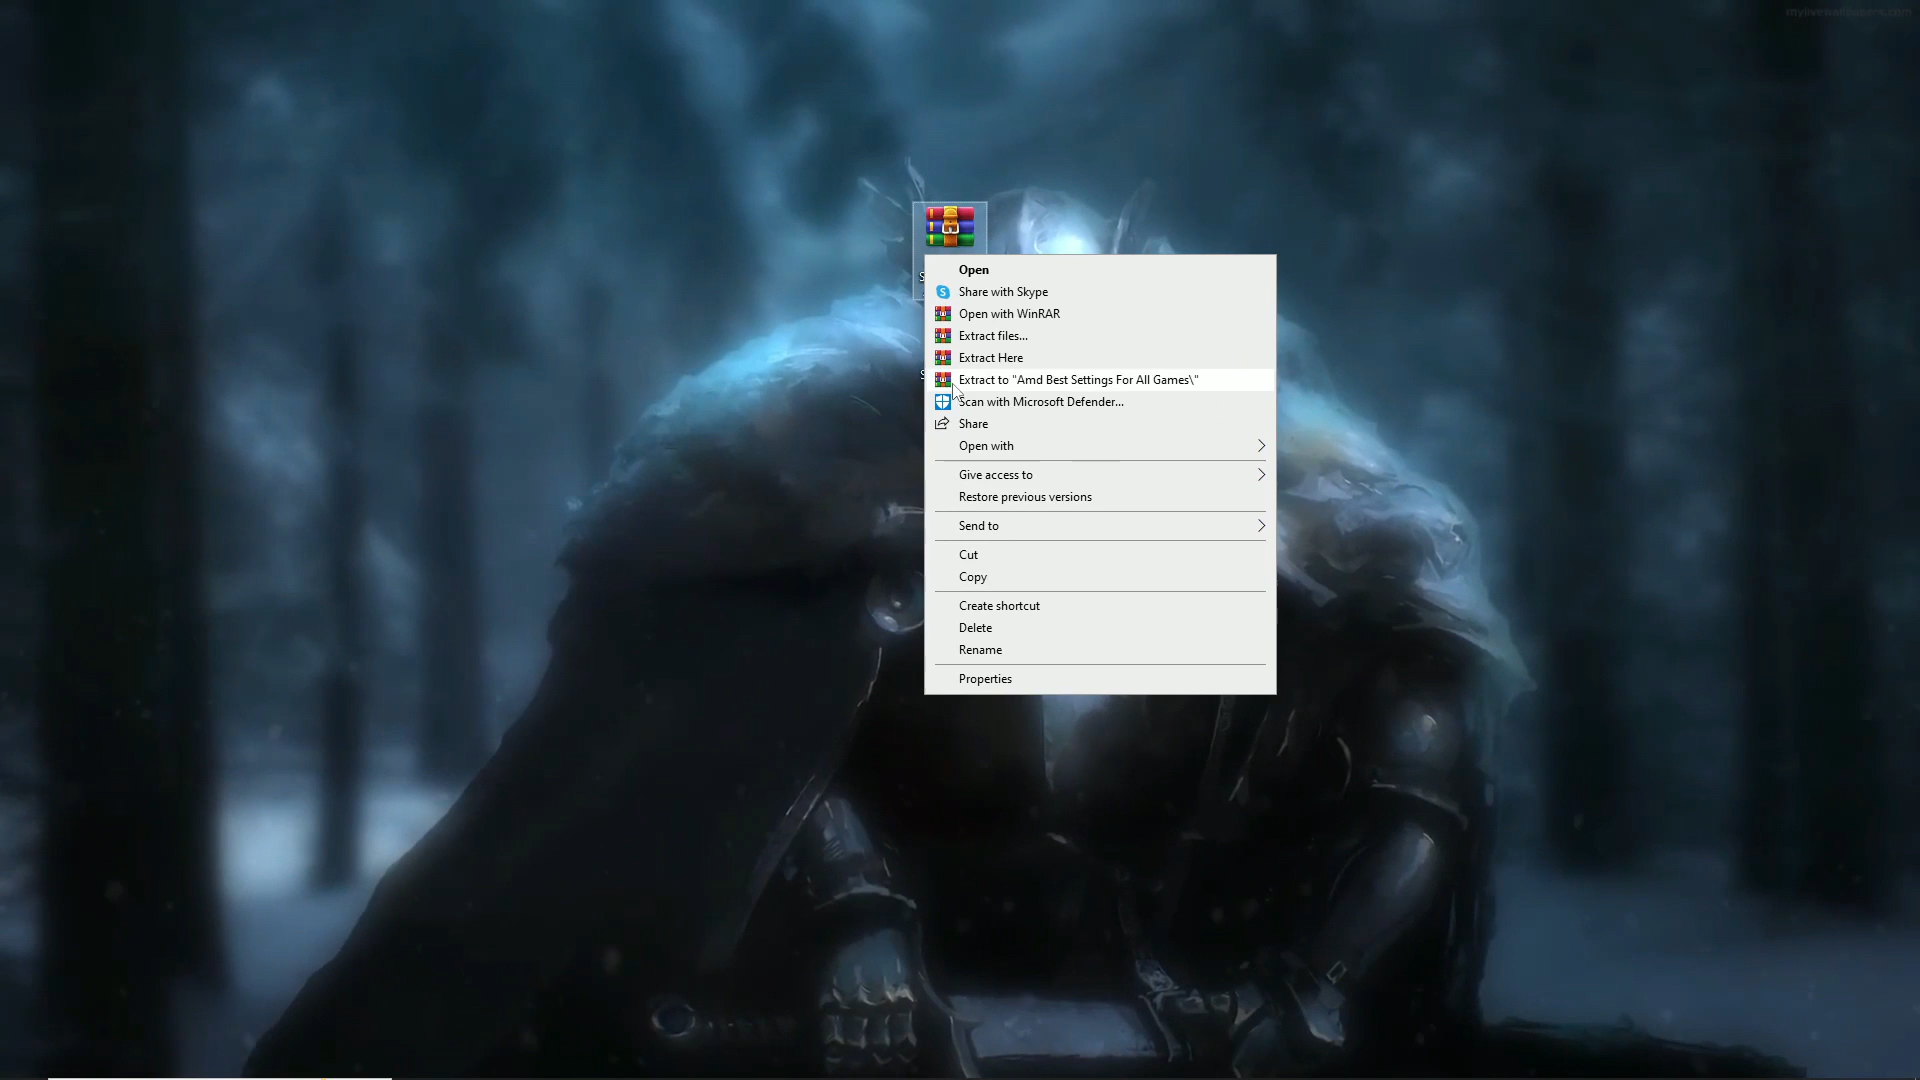 mylivewallpapers.com
Open
Share with Skype
Open with WinRAR
Extract files...
Extract Here
Extract to "Amd Best Settings For All Games\"
Scan with Microsoft Defender...
Share
Open with
Give access to
Restore previous versions
Send to
Cut
Copy
Create shortcut
Delete
Rename
Properties